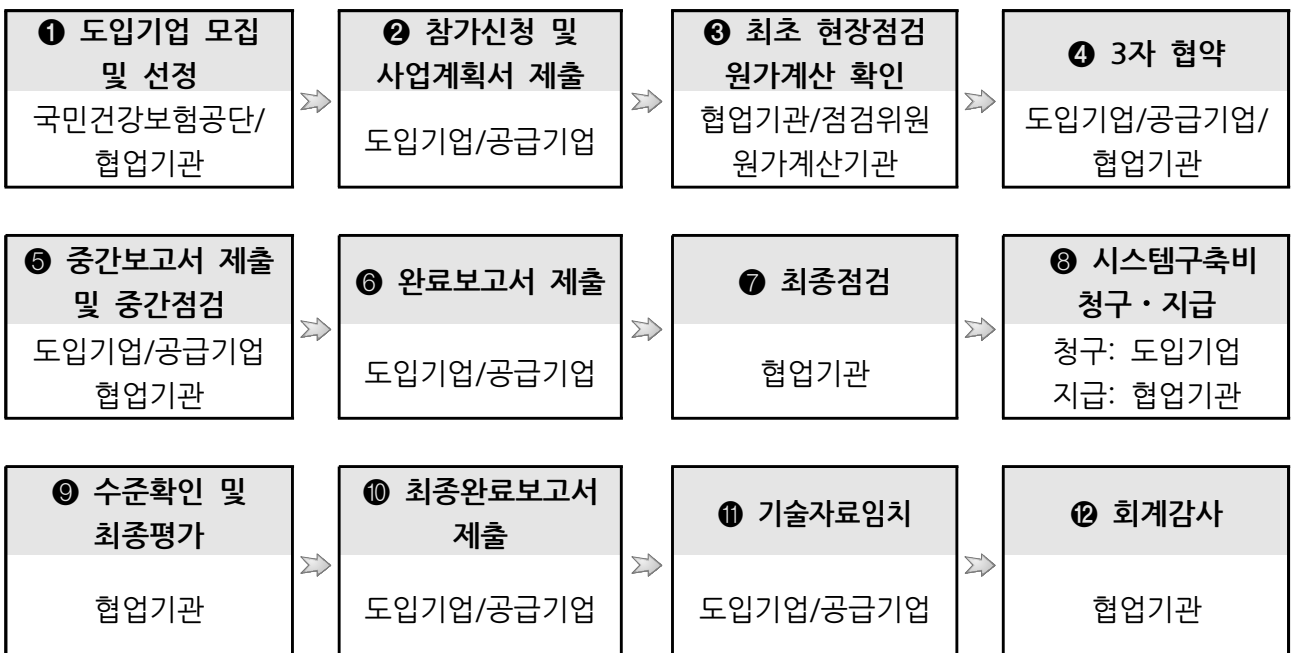 ❶ 도입기업 모집
및 선정
국민건강보험공단/
협업기관
❷ 참가신청 및
사업계획서 제출
도입기업/공급기업
❸ 최초 현장점검
원가계산 확인
협업기관/점검위원
원가계산기관
❹ 3자 협약
도입기업/공급기업/
협업기관
❺ 중간보고서 제출
및 중간점검
도입기업/공급기업
협업기관
❻ 완료보고서 제출
도입기업/공급기업
❼ 최종점검
협업기관
❽ 시스템구축비
청구・지급
청구: 도입기업
지급: 협업기관
❾ 수준확인 및
최종평가
협업기관
❿ 최종완료보고서
제출
도입기업/공급기업
⓫ 기술자료임치
도입기업/공급기업
⓬ 회계감사
협업기관